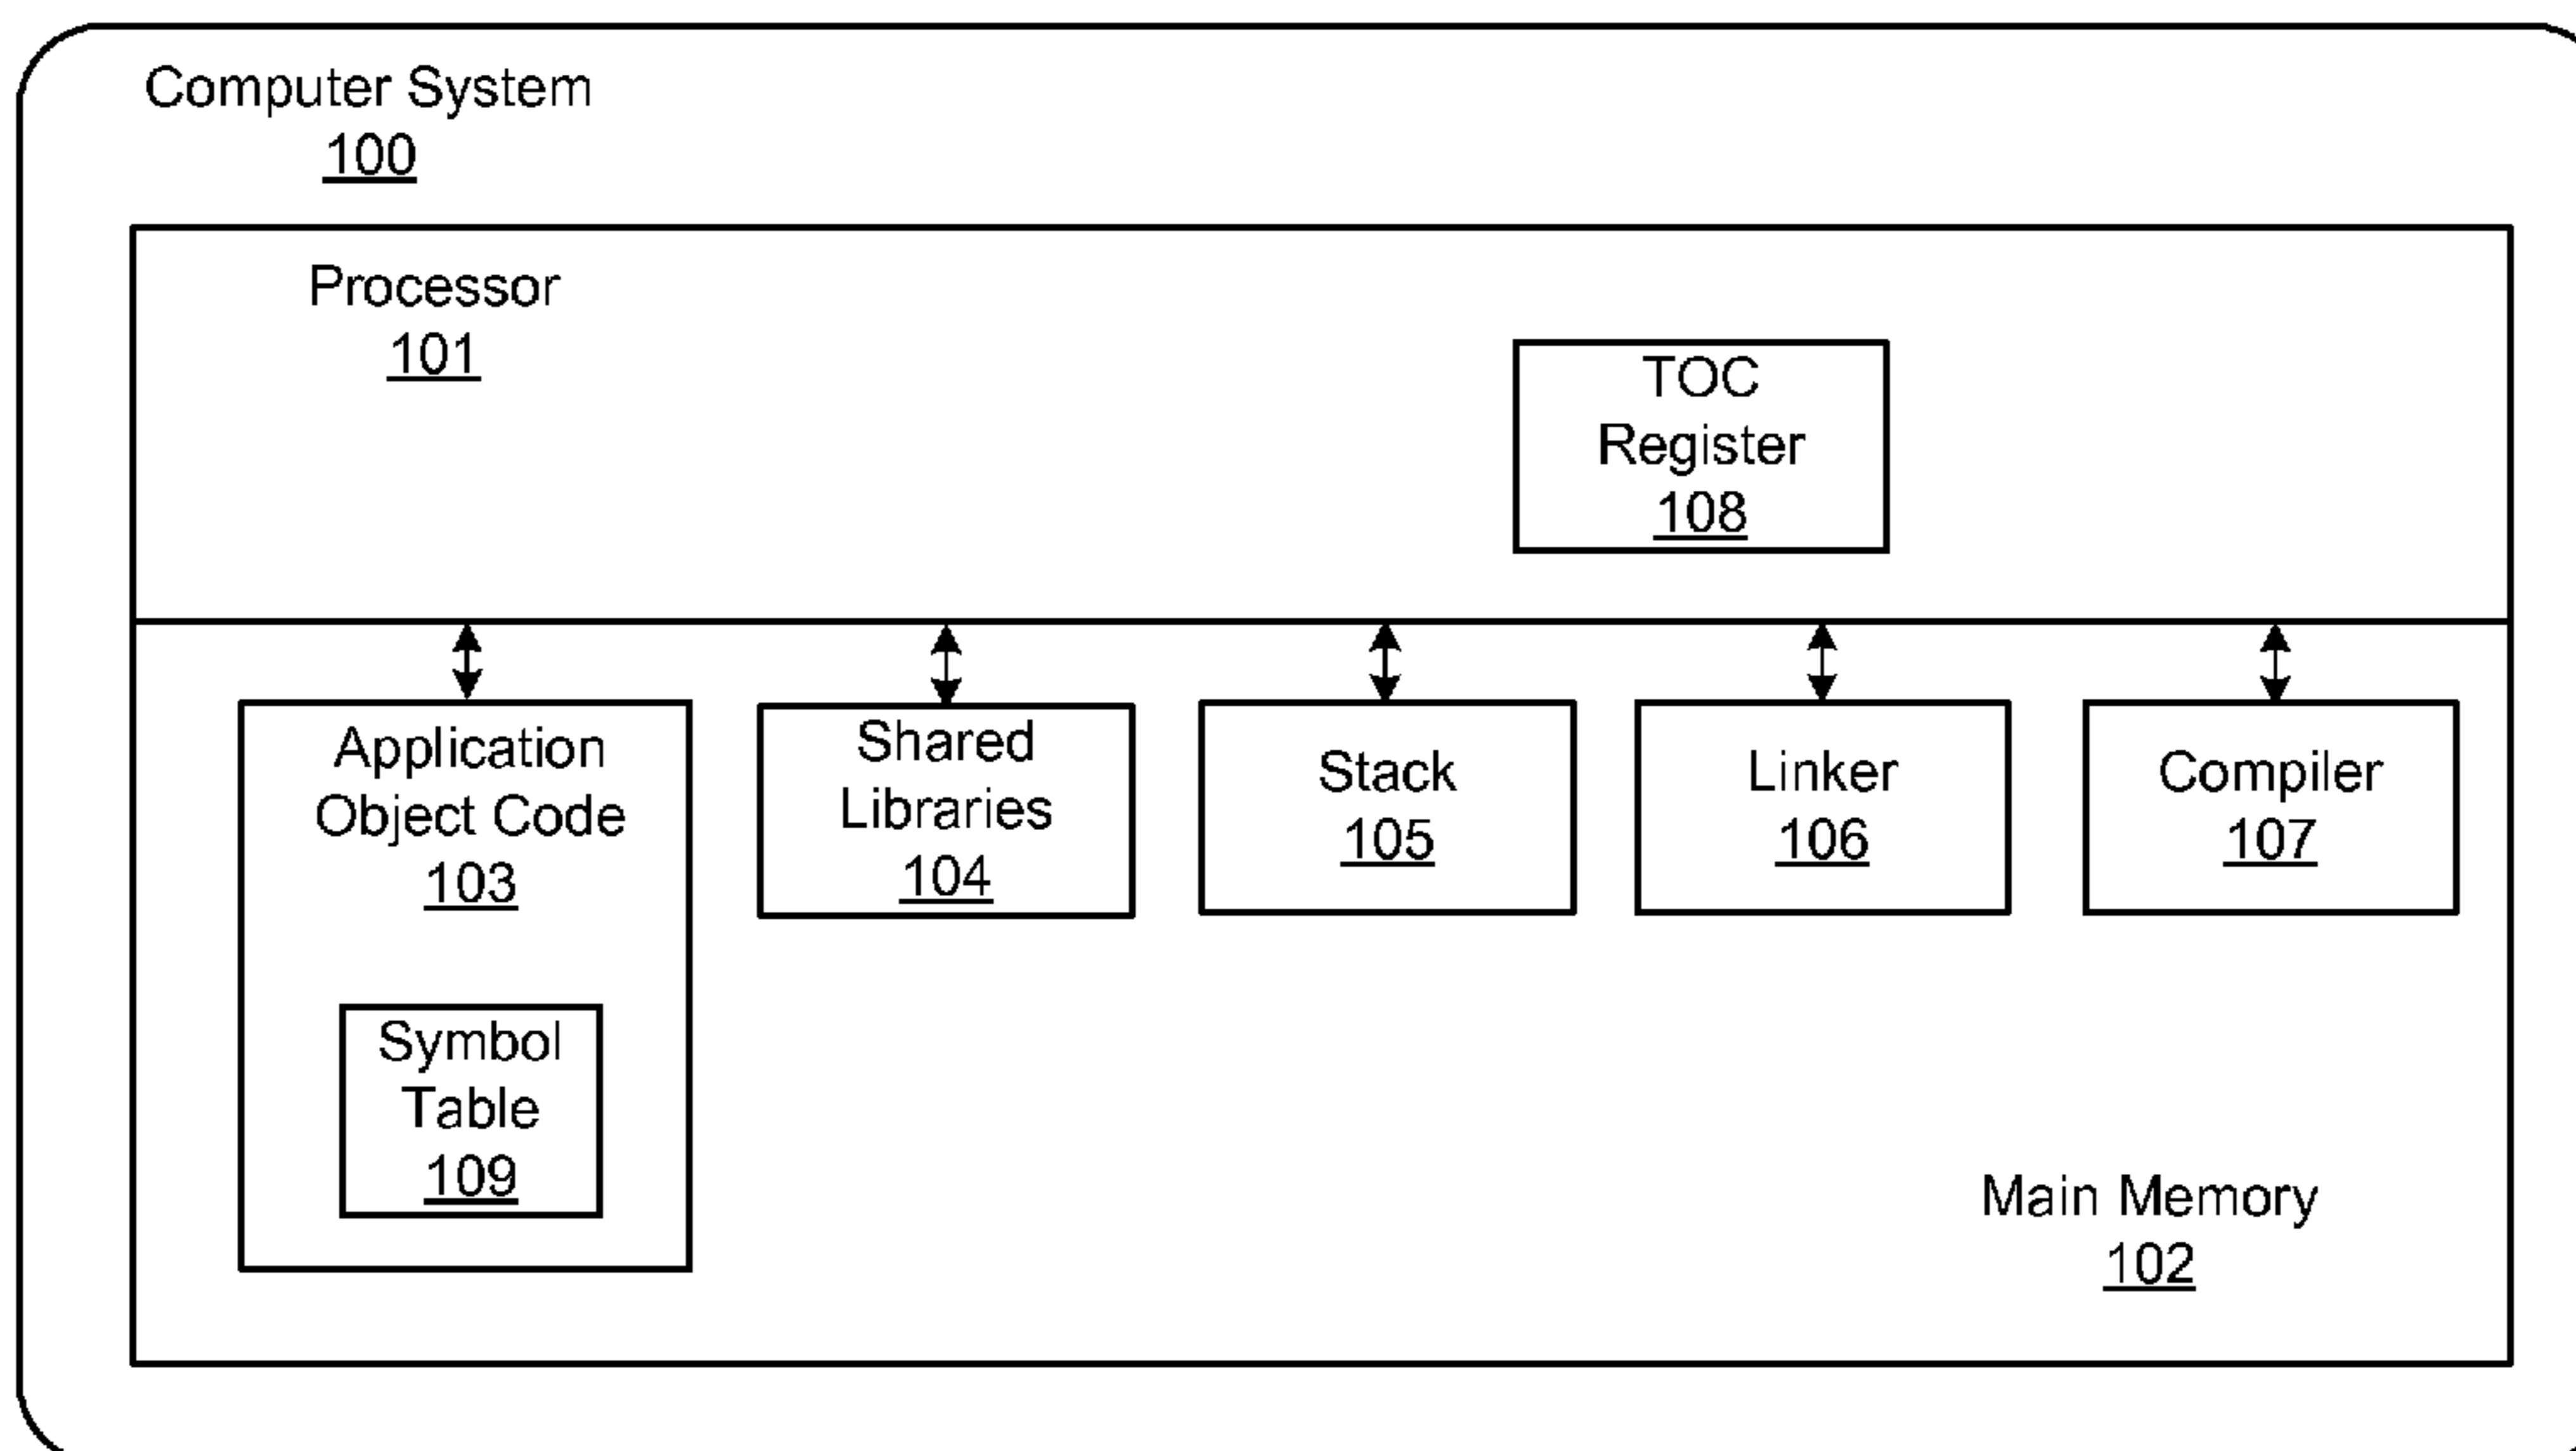 Computer System
100
Processor
101
TOC
Register
108
Application
Object Code
103
Shared
Libraries
104
Stack
105
Linker
106
Compiler
107
Symbol
Table
109
Main Memory
102